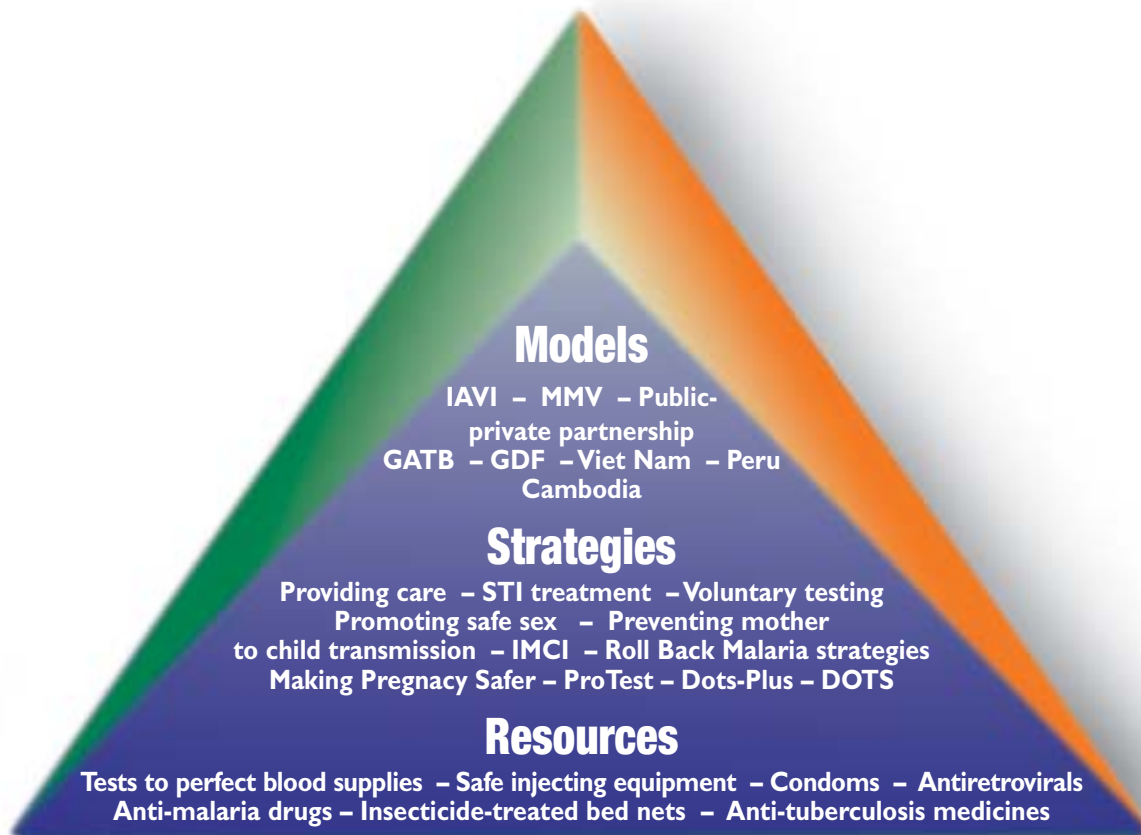 Models
IAVI – MMV – Public-
private partnership
GATB – GDF – Viet Nam – Peru
Cambodia
Strategies
Providing care – STI treatment – Voluntary testing
Promoting safe sex – Preventing mother
to child transmission – IMCI – Roll Back Malaria strategies
Making Pregnancy Safer – ProTest – Dots-Plus – DOTS
Resources
Tests to perfect blood supplies – Safe injecting equipment – Condoms – Antiretrovirals
Anti-malaria drugs – Insecticide-treated bed nets – Anti-tuberculosis medicines